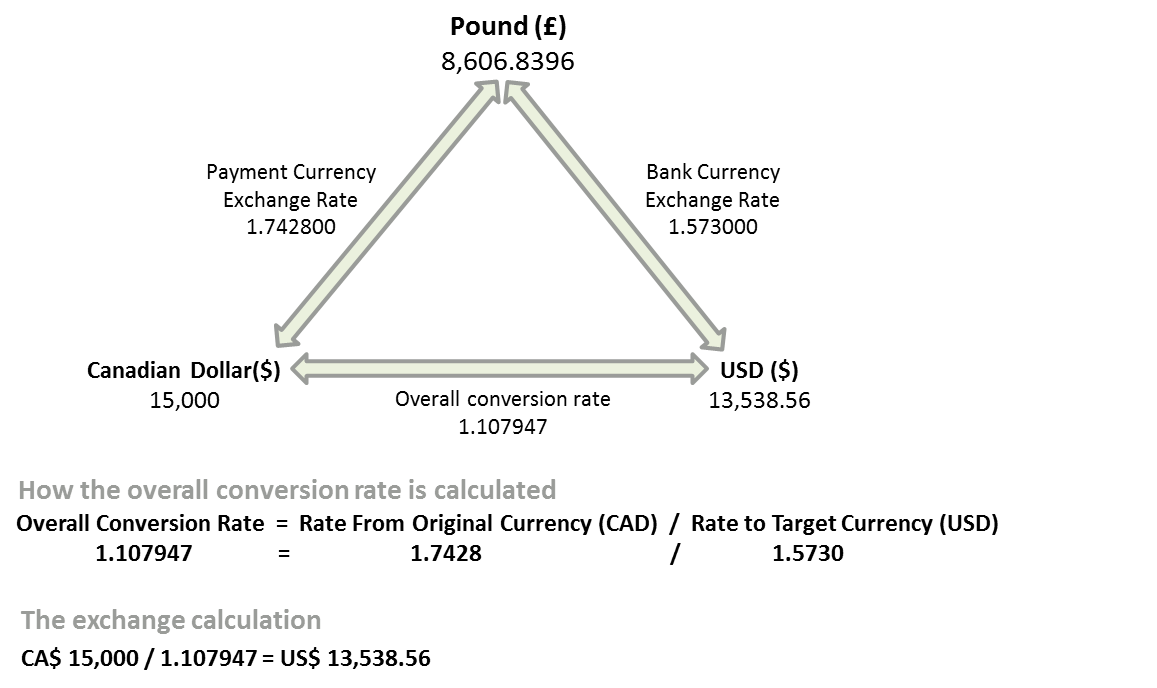 Pound (£)
8,606.8396
Payment Currency
Exchange Rate
1.742800
Bank Currency
Exchange Rate
1.573000
Canadian Dollar($)
15,000
Overall conversion rate
1.107947
USD ($)
13,538.56
How the overall conversion rate is calculated
Overall Conversion Rate = Rate From Original Currency (CAD) / Rate to Target Currency (USD)
1.107947 = 1.7428 / 1.5730
The exchange calculation
CA$ 15,000 / 1.107947 = US$ 13,538.56